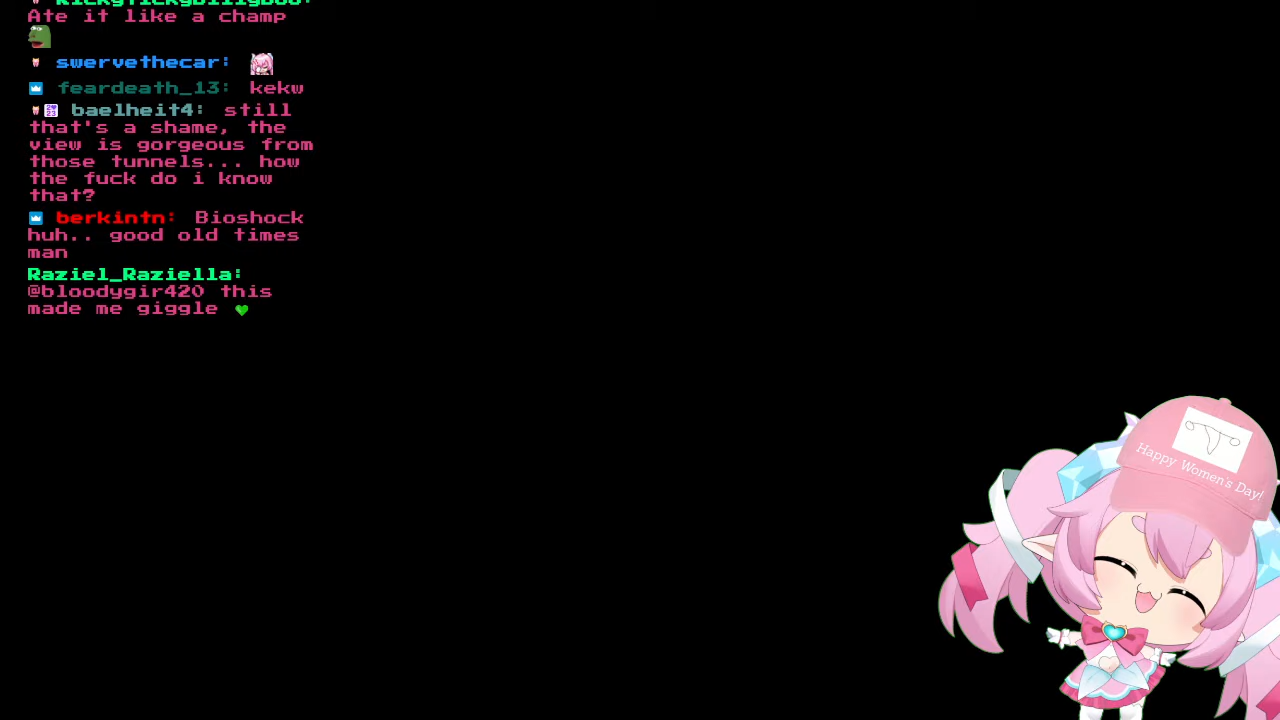 Ate it like a champ
swervethecar:
feardeath_13: kekw
baelheit4: still
that's a shame, the
view is gorgeous from
those tunnels... how
the fuck do i know
that?
berkintn: Bioshock
huh.. good old times
man
Raziel_Raziella:
@bloodygir420 this
made me giggle
Happy Women's Day!